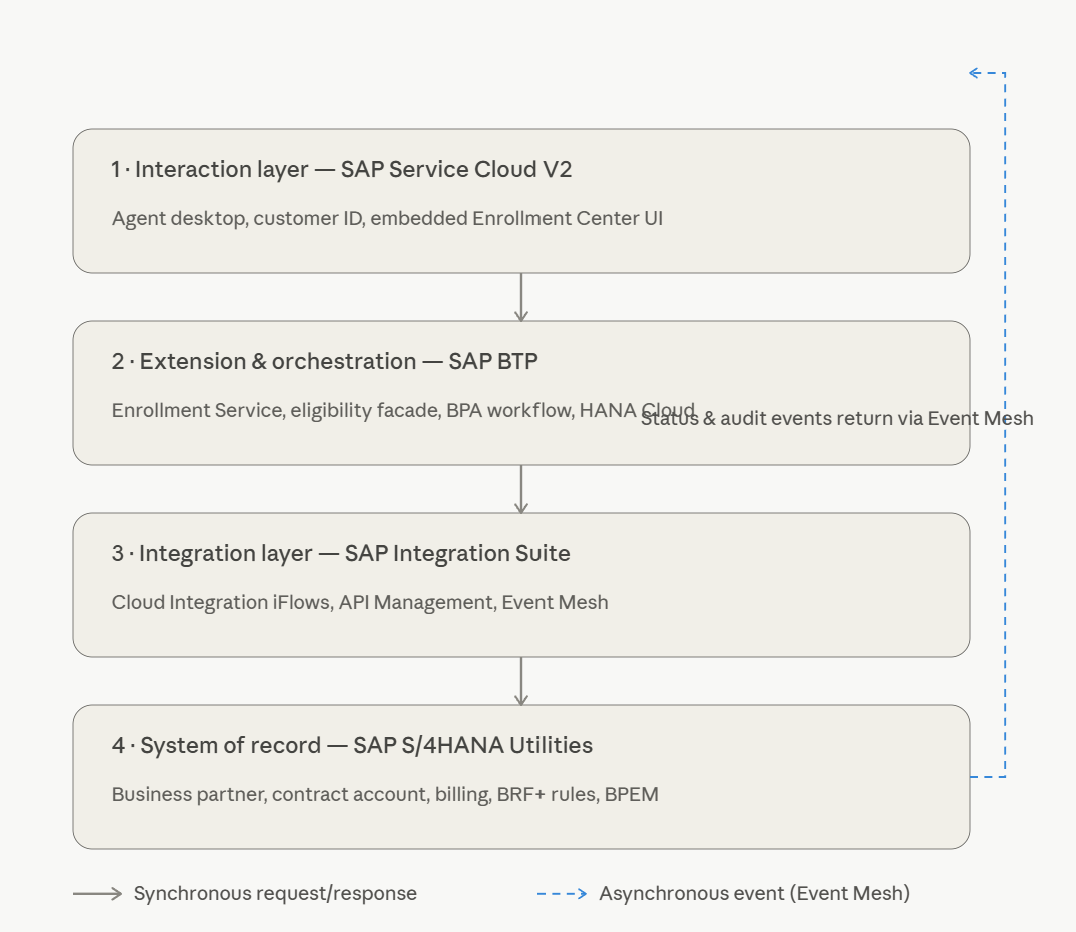 1 · Interaction layer — SAP Service Cloud V2
Agent desktop, customer ID, embedded Enrollment Center UI
2 · Extension & orchestration — SAP BTP
Enrollment Service, eligibility facade, BPA workflow, HANA Cloud
Status & audit events return via Event Mesh
3 · Integration layer — SAP Integration Suite
Cloud Integration iFlows, API Management, Event Mesh
4 · System of record — SAP S/4HANA Utilities
Business partner, contract account, billing, BRF+ rules, BPEM
Synchronous request/response
Asynchronous event (Event Mesh)